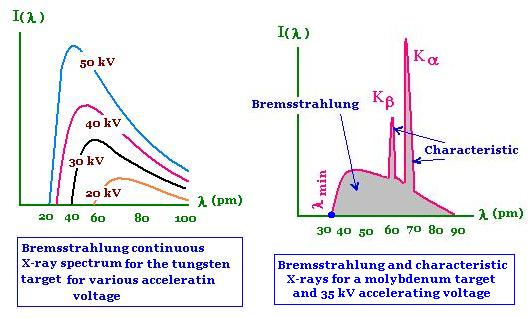 I(λ)
50 kV
40 kV
30 kV
20 kV
20 40 60 80 100
λ (pm)
Bremsstrahlung continuous
X-ray spectrum for the tungsten
target for various acceleratin
voltage
I(λ)
Kα
Kβ
Bremsstrahlung
Characteristic
λ min
30 40 50 60 70 80 90
λ (pm)
Bremsstrahlung and characteristic
X-rays for a molybdenum target
and 35 kV accelerating voltage